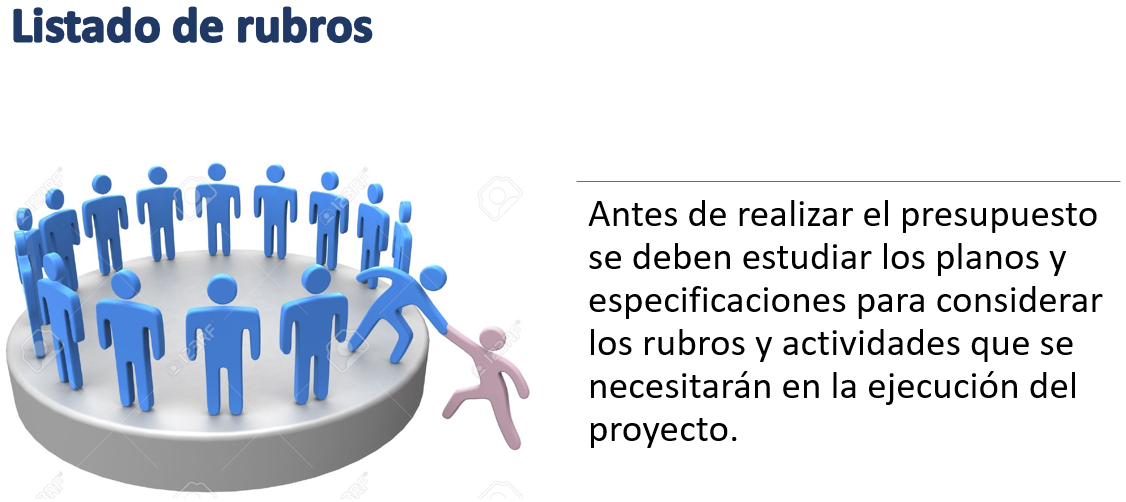 Listado de rubros
Antes de realizar el presupuesto
se deben estudiar los planos y
especificaciones para considerar
los rubros y actividades que se
necesitarán en la ejecución del
proyecto.